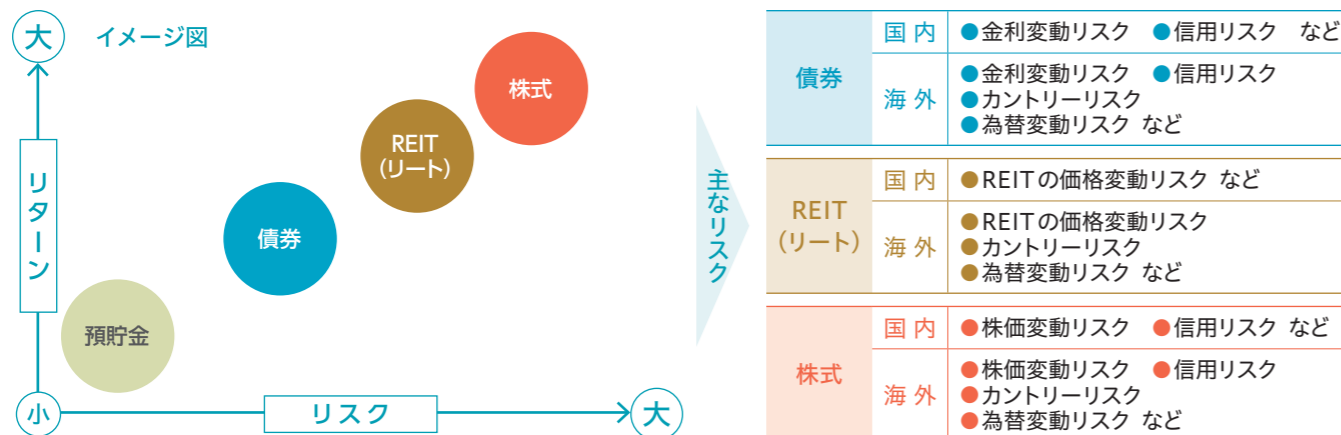 大
イメージ図
株式
REIT
(リート)
債券
預貯金
リターン
小
リスク
大
主なリスク
債券
国内
●金利変動リスク ●信用リスク など
海外
●金利変動リスク ●信用リスク
●カントリーリスク
●為替変動リスク など
REIT
(リート)
国内
●REITの価格変動リスク など
海外
●REITの価格変動リスク
●カントリーリスク
●為替変動リスク など
株式
国内
●株価変動リスク ●信用リスク など
海外
●株価変動リスク ●信用リスク
●カントリーリスク
●為替変動リスク など